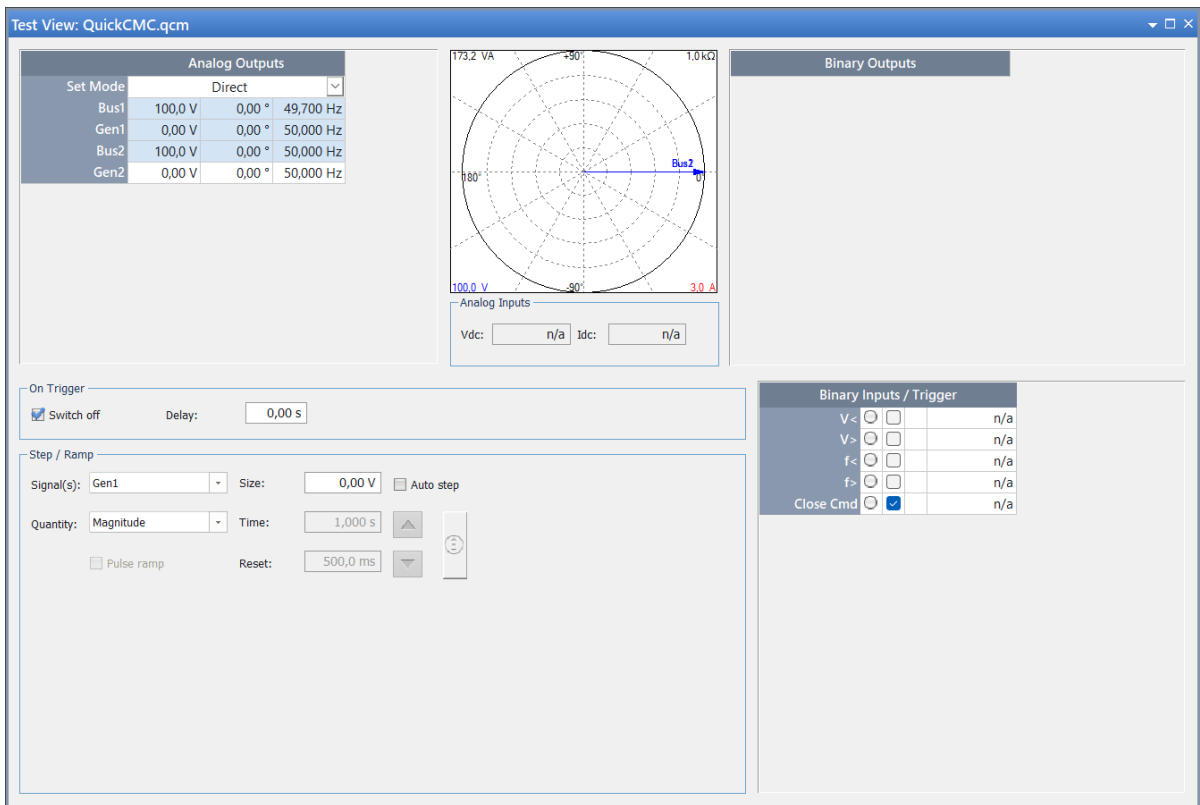 Test View: QuickCMC.qcm
Analog Outputs
Set Mode Direct
Bus1 100,0 V 0,00 ° 49,700 Hz
Gen1 0,00 V 0,00 ° 50,000 Hz
Bus2 100,0 V 0,00 ° 50,000 Hz
Gen2 0,00 V 0,00 ° 50,000 Hz
173,2 VA +90° 1,0 kΩ
Bus2
180° 0°
100,0 V -90° 3,0 A
Analog Inputs
Vdc: n/a Idc: n/a
Binary Outputs
On Trigger
Switch off Delay: 0,00 s
Step / Ramp
Signal(s): Gen1 Size: 0,00 V Auto step
Quantity: Magnitude Time: 1,000 s
Pulse ramp Reset: 500,0 ms
Binary Inputs / Trigger
V< n/a
V> n/a
f< n/a
f> n/a
Close Cmd n/a